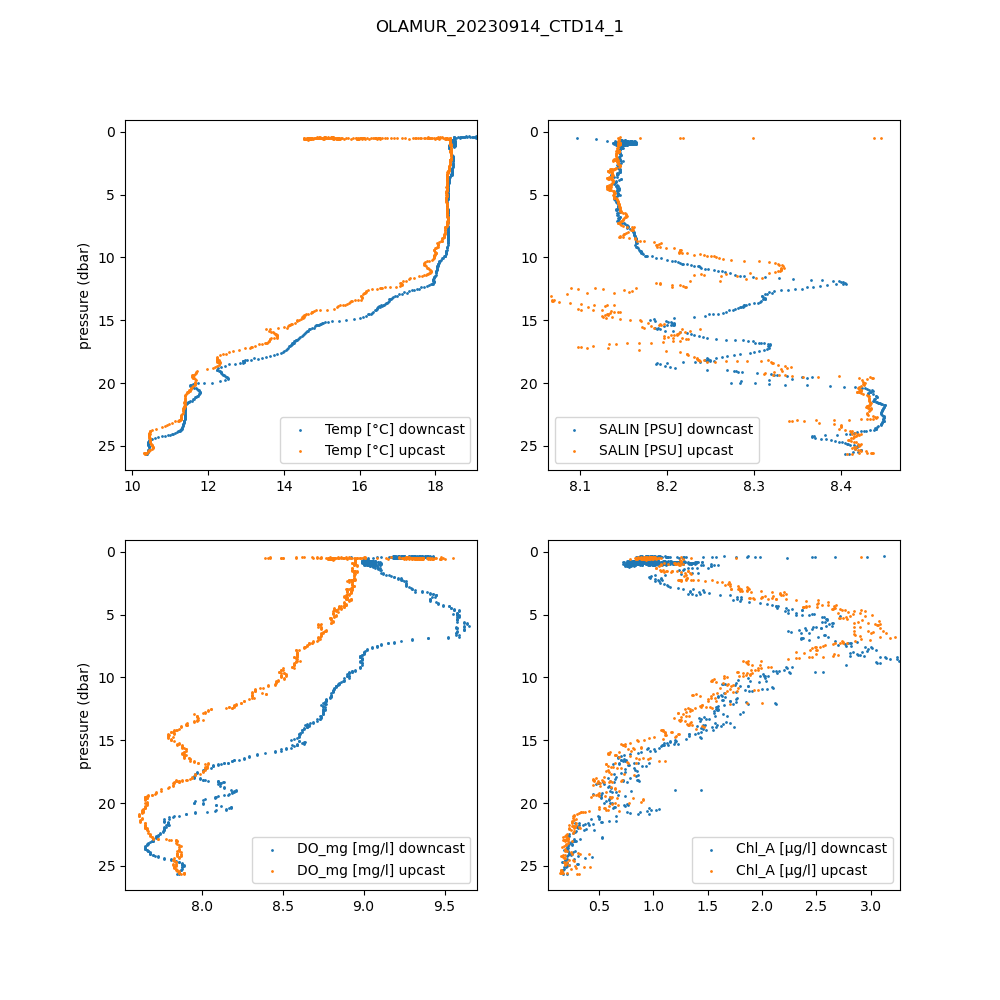 OLAMUR_20230914_CTD14_1
0
5
10
15
20
25
pressure (dbar)
10 12 14 16 18
Temp [°C] downcast
Temp [°C] upcast
0
5
10
15
20
25
8.1 8.2 8.3 8.4
SALIN [PSU] downcast
SALIN [PSU] upcast
0
5
10
15
20
25
pressure (dbar)
8.0 8.5 9.0 9.5
DO_mg [mg/l] downcast
DO_mg [mg/l] upcast
0
5
10
15
20
25
0.5 1.0 1.5 2.0 2.5 3.0
Chl_A [µg/l] downcast
Chl_A [µg/l] upcast